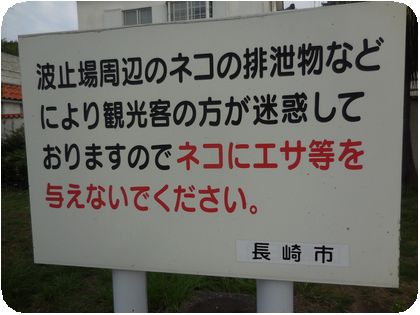 波止場周辺のネコの排泄物など
により観光客の方が迷惑して
おりますのでネコにエサ等を
与えないでください。
長崎市